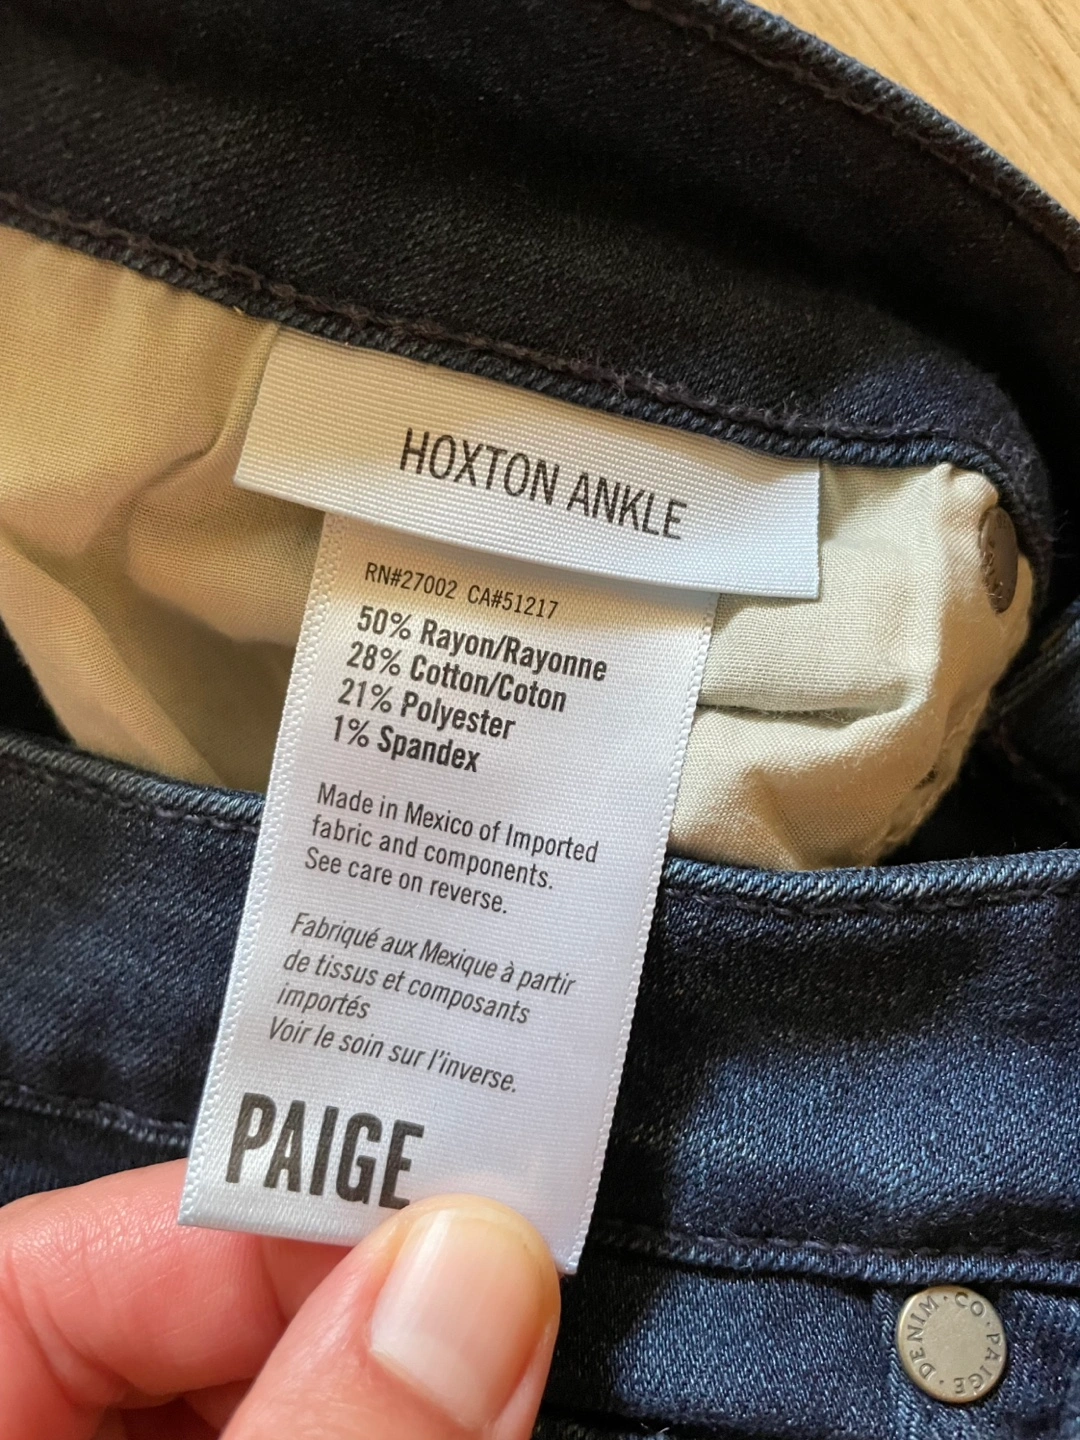 HOXTON ANKLE
RN#27002 CA#51217
50% Rayon/Rayonne
28% Cotton/Coton
21% Polyester
1% Spandex
Made in Mexico of Imported
fabric and components.
See care on reverse.
Fabriqué aux Mexique à partir
de tissus et composants
importés
Voir le soin sur l'inverse.
PAIGE
DENIM·CO·PAIGE·